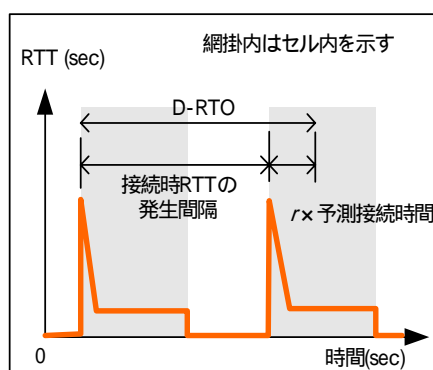 網掛内はセル内を示す
RTT (sec)
D-RTO
接続時RTTの
発生間隔
r× 予測接続時間
0
時間(sec)